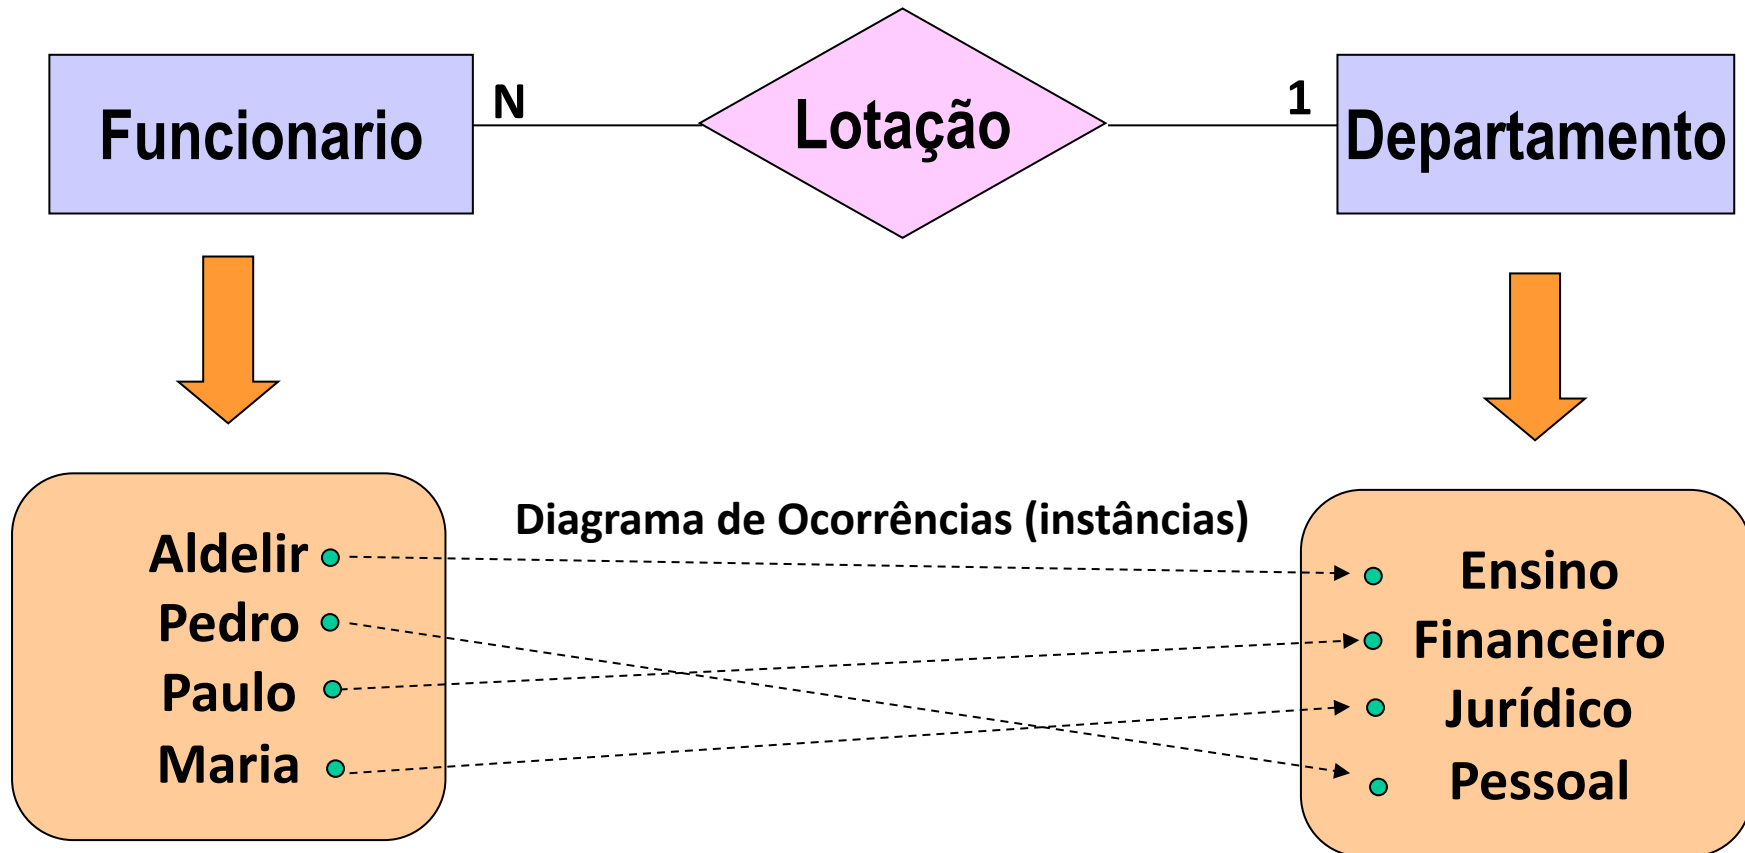 Funcionario
N
Lotação
1
Departamento
Diagrama de Ocorrências (instâncias)
Aldelir
Pedro
Paulo
Maria
Ensino
Financeiro
Jurídico
Pessoal